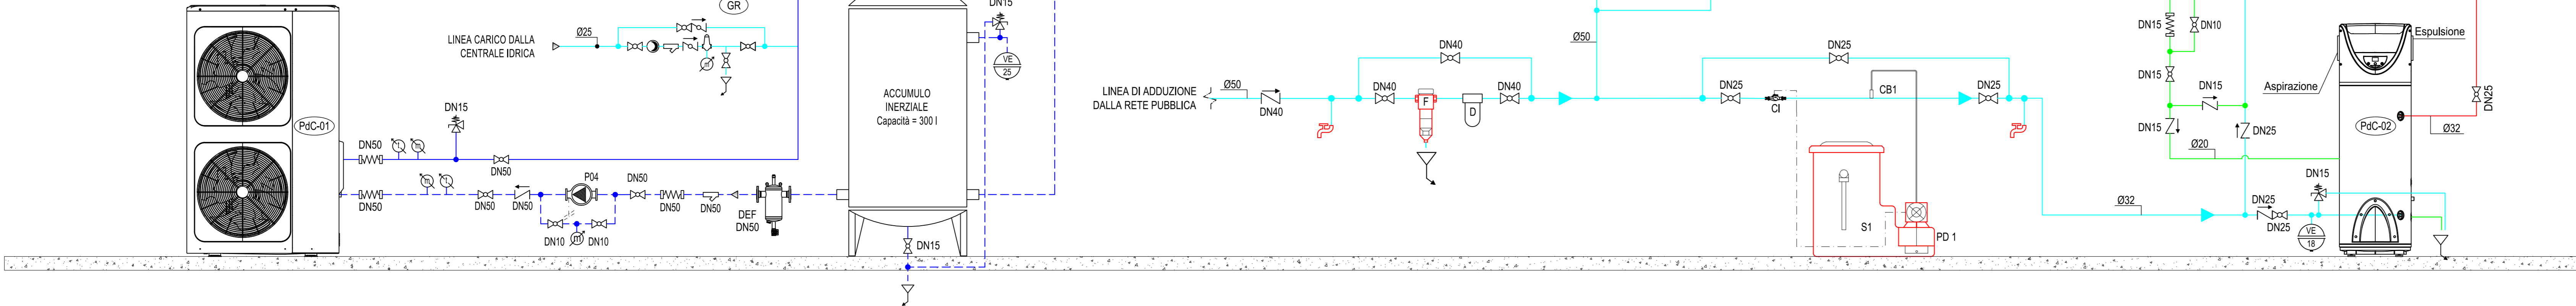 GR
LINEA CARICO DALLA
CENTRALE IDRICA
Ø25
m
PdC-01
DN50
t
m
DN15
DN50
DN50
m
t
DN50
DN50
P04
DN10
m
DN10
DN50
DN50
DN50
DEF
DN50
ACCUMULO
INERZIALE
Capacità = 300 l
DN15
VE
25
DN15
LINEA DI ADDUZIONE
DALLA RETE PUBBLICA
Ø50
DN40
DN40
DN40
F
D
DN40
Ø50
DN25
DN25
CI
CB1
S1
PD 1
DN25
Ø32
DN15
DN10
DN15
DN15
DN15
DN25
Ø20
DN25
VE
18
DN15
Aspirazione
Espulsione
PdC-02
Ø32
DN25